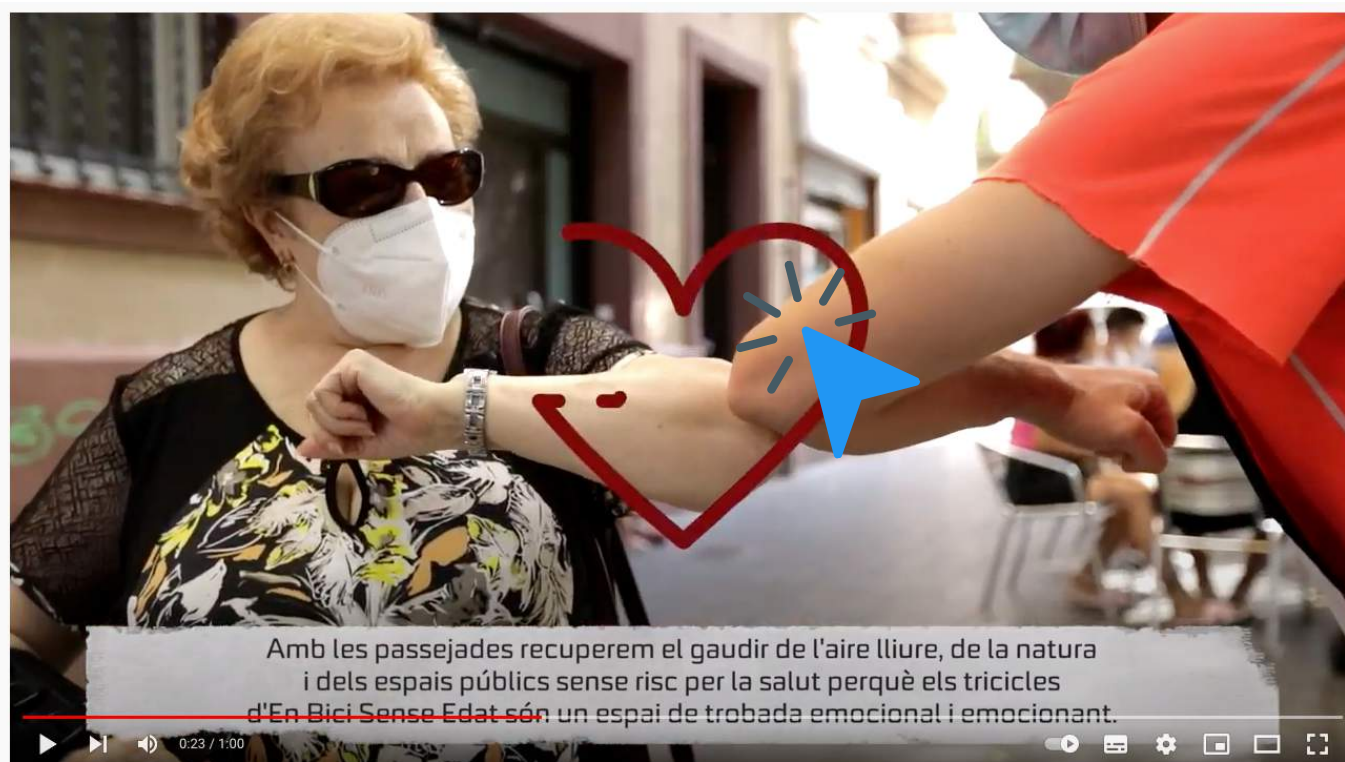 Amb les passejades recuperem el gaudir de l'aire lliure, de la natura
i dels espais públics sense risc per la salut perquè els tricicles
d'En Bici Sense Edat són un espai de trobada emocional i emocionant.
0:23 / 1:00